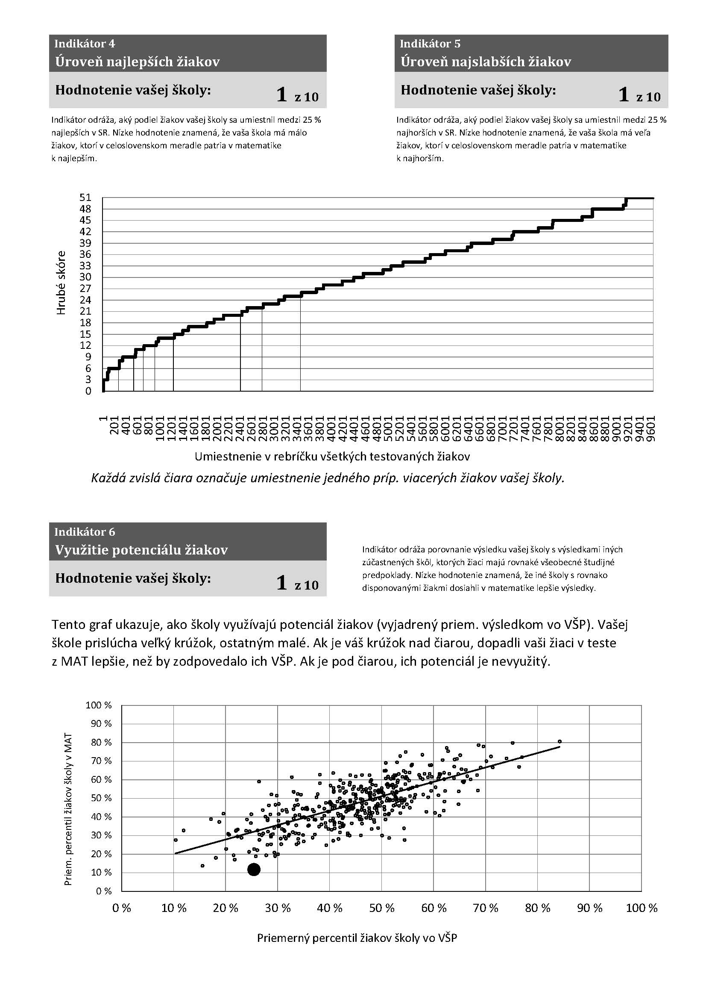 Indikátor 4
Úroveň najlepších žiakov
Hodnotenie vašej školy: 1 z 10
Indikátor odráža, aký podiel žiakov vašej školy sa umiestnil medzi 25 %
najlepších v SR. Nízke hodnotenie znamená, že vaša škola má málo
žiakov, ktorí v celoslovenskom meradle patria v matematike
k najlepším.
Indikátor 5
Úroveň najslabších žiakov
Hodnotenie vašej školy: 1 z 10
Indikátor odráža, aký podiel žiakov vašej školy sa umiestnil medzi 25 %
najhorších v SR. Nízke hodnotenie znamená, že vaša škola má veľa
žiakov, ktorí v celoslovenskom meradle patria v matematike
k najhorším.
Hrubé skóre
51
48
45
42
39
36
33
30
27
24
21
18
15
12
9
6
3
0
1
201
401
601
801
1001
1201
1401
1601
1801
2001
2201
2401
2601
2801
3001
3201
3401
3601
3801
4001
4201
4401
4601
4801
5001
5201
5401
5601
5801
6001
6201
6401
6601
6801
7001
7201
7401
7601
7801
8001
8201
8401
8601
8801
9001
9201
9401
9601
Umiestnenie v rebríčku všetkých testovaných žiakov
Každá zvislá čiara označuje umiestnenie jedného príp. viacerých žiakov vašej školy.
Indikátor 6
Využitie potenciálu žiakov
Hodnotenie vašej školy: 1 z 10
Indikátor odráža porovnanie výsledku vašej školy s výsledkami iných
zúčastnených škôl, ktorých žiaci majú rovnaké všeobecné študijné
predpoklady. Nízke hodnotenie znamená, že iné školy s rovnako
disponovanými žiakmi dosiahli v matematike lepšie výsledky.
Tento graf ukazuje, ako školy využívajú potenciál žiakov (vyjadrený priem. výsledkom vo VŠP). Vašej
škole prislúcha veľký krúžok, ostatným malé. Ak je váš krúžok nad čiarou, dopadli vaši žiaci v teste
z MAT lepšie, než by zodpovedalo ich VŠP. Ak je pod čiarou, ich potenciál je nevyužitý.
Priem. percentil žiakov školy v MAT
100 %
90 %
80 %
70 %
60 %
50 %
40 %
30 %
20 %
10 %
0 %
0 % 10 % 20 % 30 % 40 % 50 % 60 % 70 % 80 % 90 % 100 %
Priemerný percentil žiakov školy vo VŠP